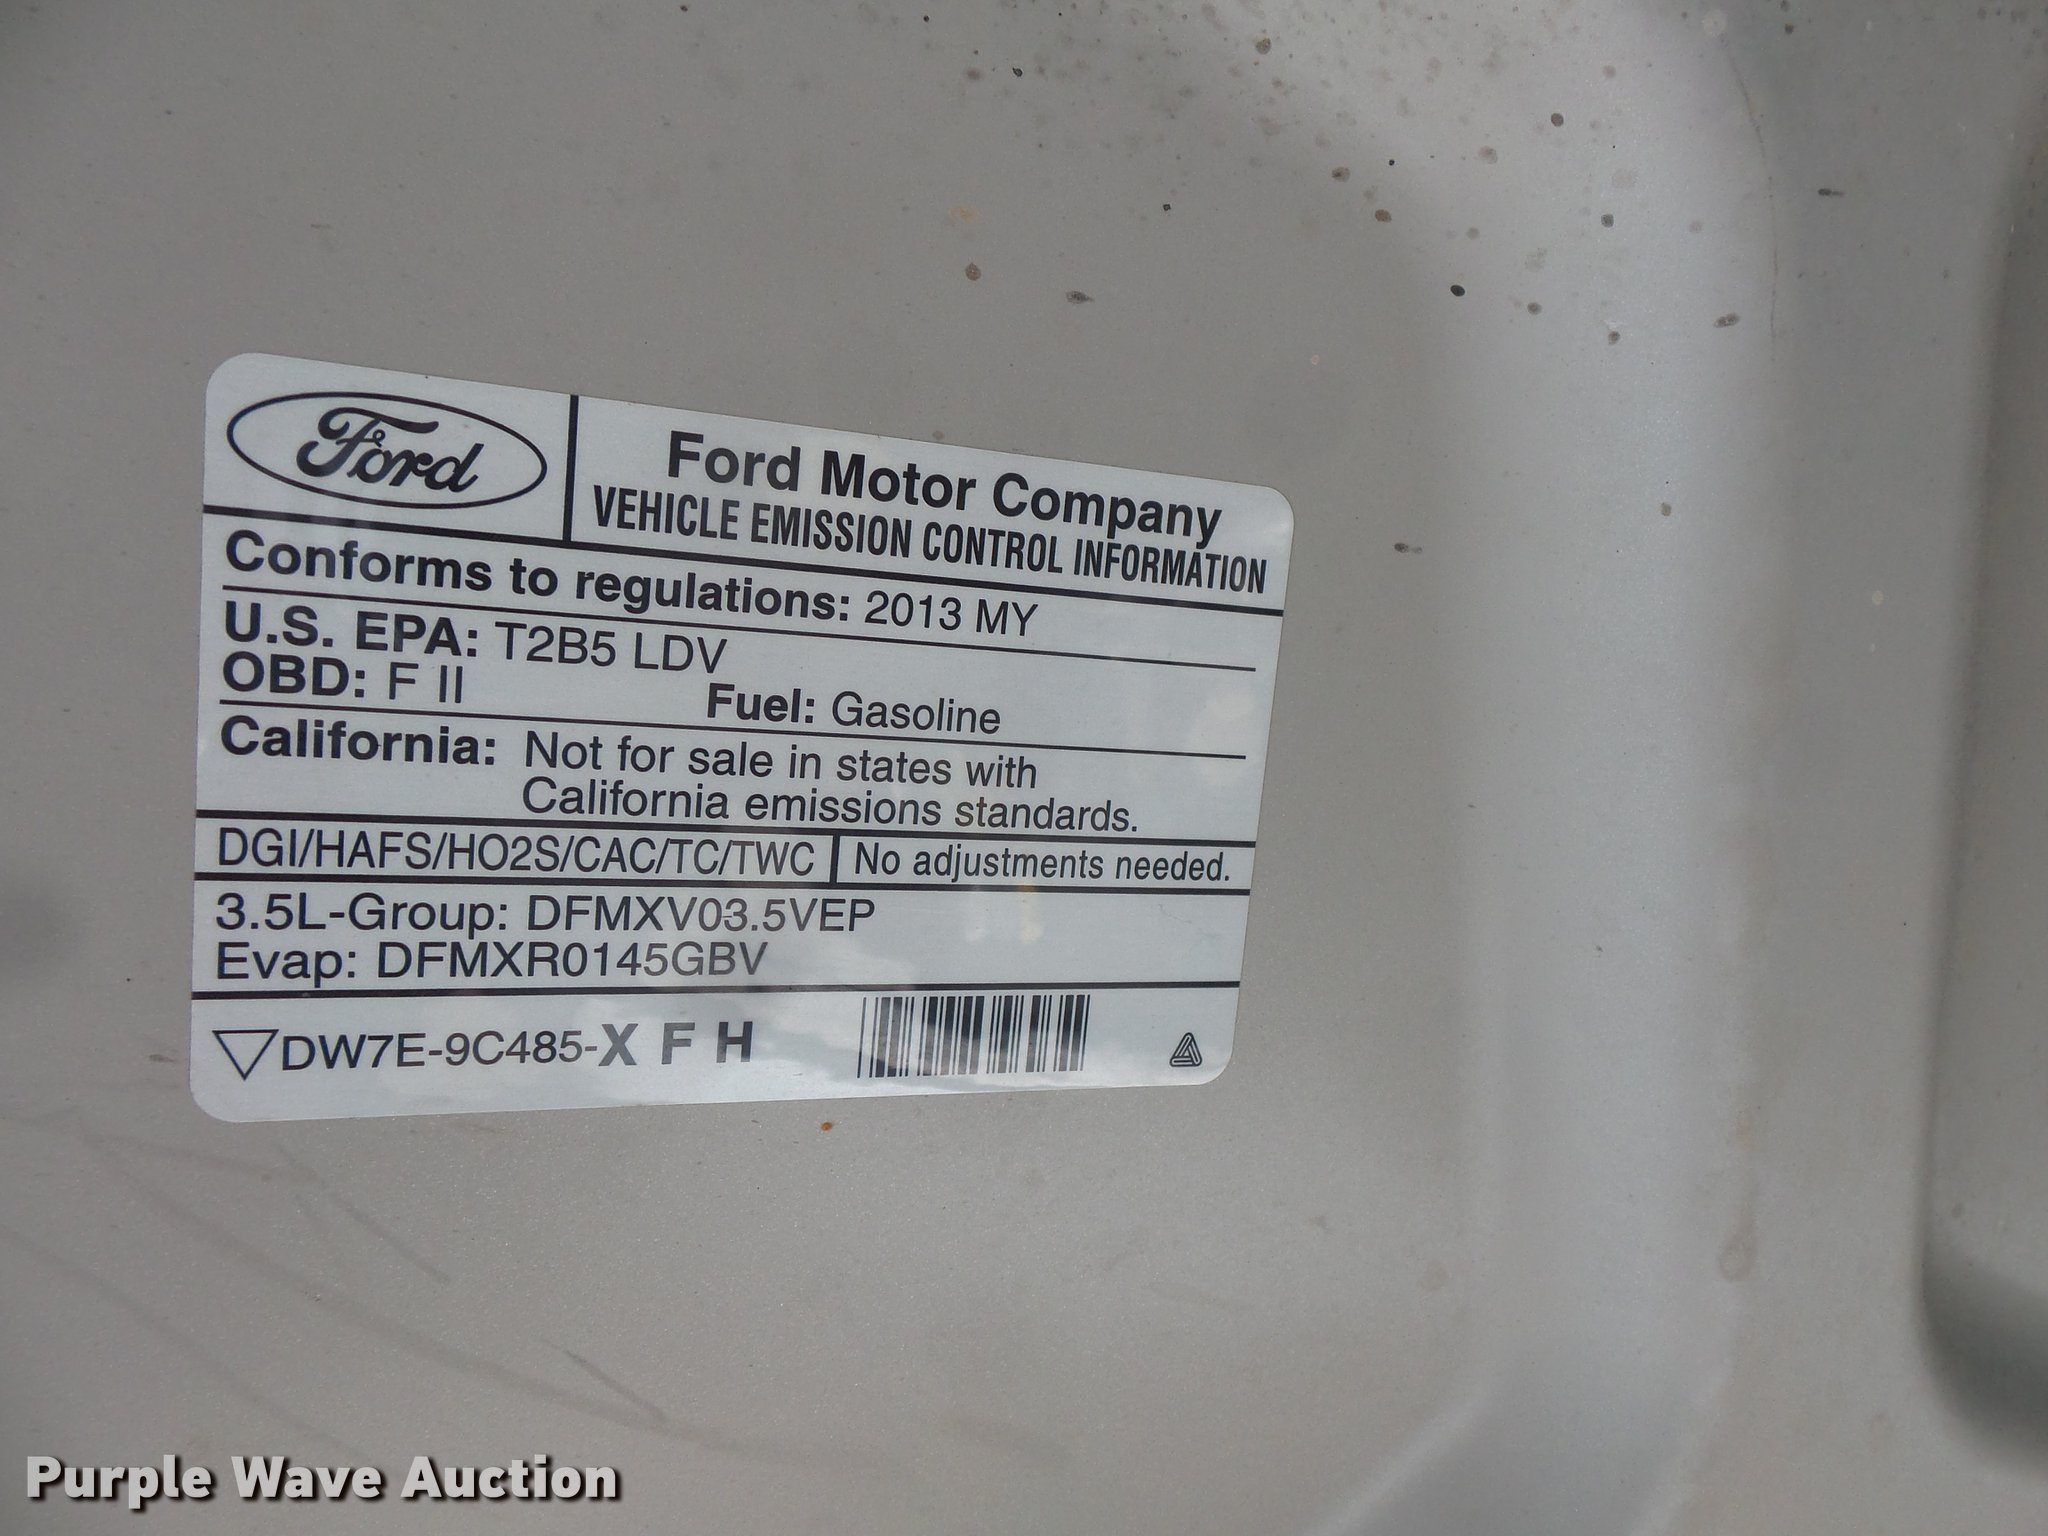 Ford
Ford Motor Company
VEHICLE EMISSION CONTROL INFORMATION
Conforms to regulations: 2013 MY
U.S. EPA: T2B5 LDV
OBD: F II
Fuel: Gasoline
California: Not for sale in states with
California emissions standards.
DGI/HAFS/HO2S/CAC/TC/TWC
No adjustments needed.
3.5L-Group: DFMXV03.5VEP
Evap: DFMXR0145GBV
DW7E-9C485-X F H
Purple Wave Auction